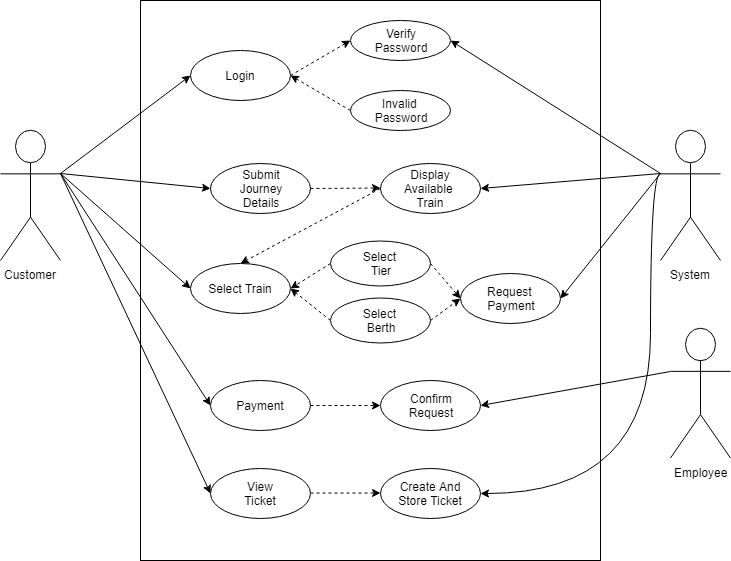 Verify
Password
Login
Invalid
Password
Submit
Journey
Details
Display
Available
Train
Customer
System
Select
Tier
Select Train
Request
Payment
Select
Berth
Payment
Confirm
Request
Employee
View
Ticket
Create And
Store Ticket